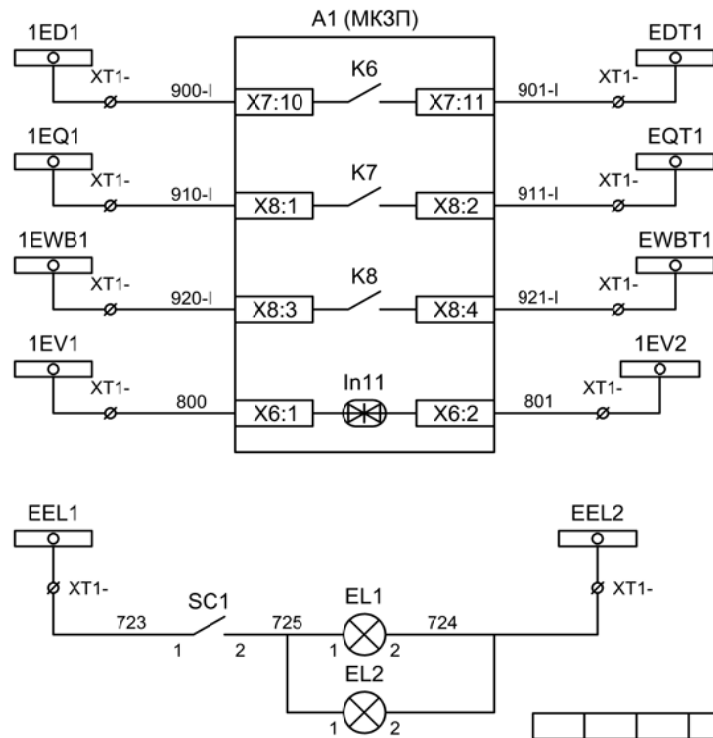 A1 (МКЗП)
1ED1 EDT1
XT1- K6 XT1-
900-I X7:10 X7:11 901-I
1EQ1 EQT1
XT1- K7 XT1-
910-I X8:1 X8:2 911-I
1EWB1 EWBT1
XT1- K8 XT1-
920-I X8:3 X8:4 921-I
1EV1 1EV2
XT1- In11 XT1-
800 X6:1 X6:2 801
EEL1 EEL2
XT1- XT1-
SC1 EL1
723 725 724
1 2 1 2
EL2
1 2